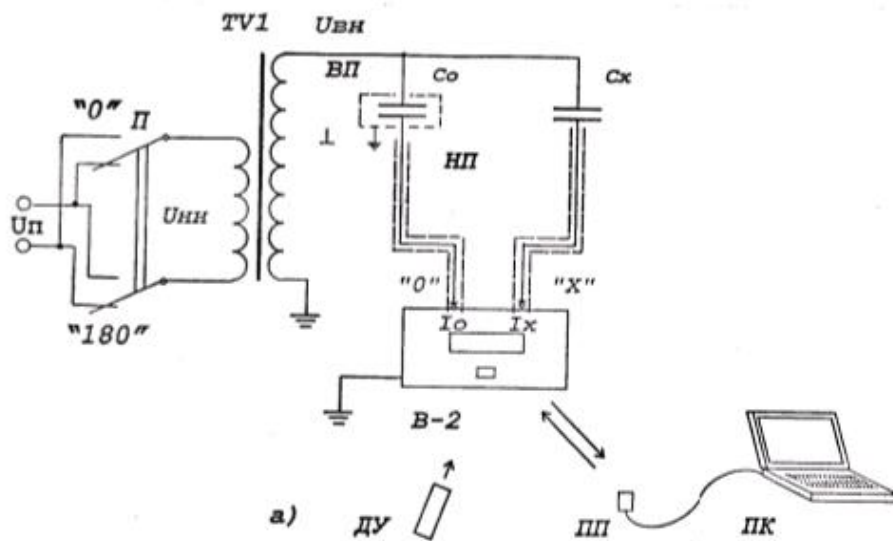 TV1
Uвн
ВП
Co
Cx
"0"
П
⊥
НП
Uп
Uнн
"0"
"X"
Io
Ix
"180"
В-2
а)
ДУ
ПП
ПК